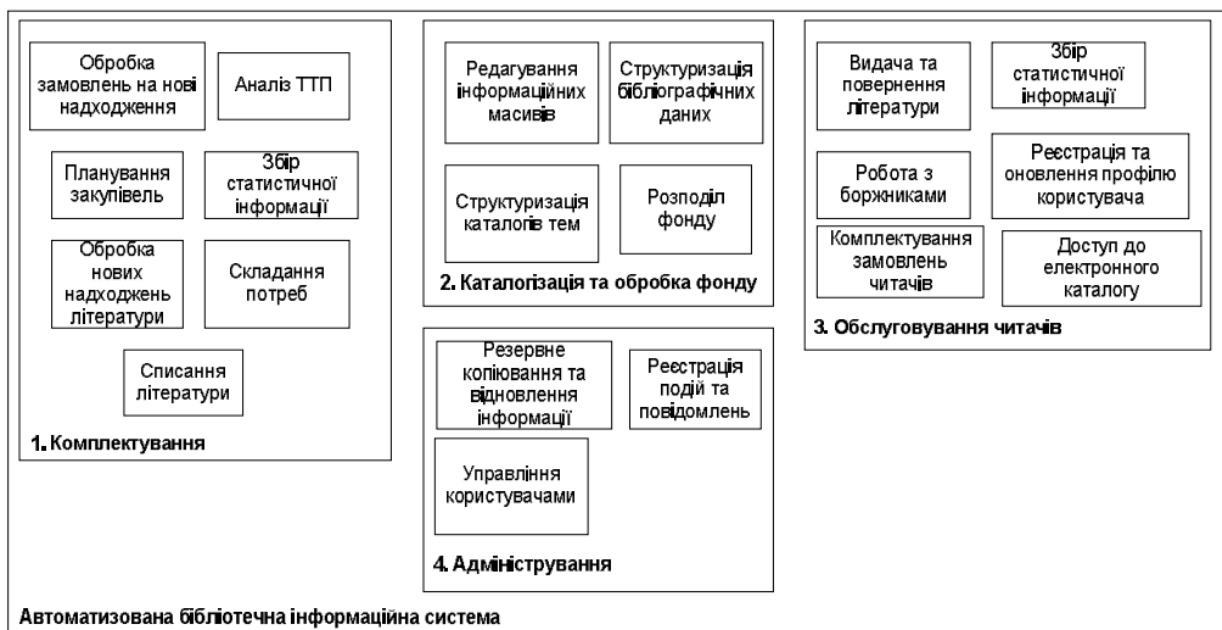 Обробка
замовлень на нові
надходження
Аналіз ТТП
Планування
закупівель
Збір
статистичної
інформації
Обробка
нових
надходжень
літератури
Складання
потреб
Списання
літератури
1. Комплектування
Редагування
інформаційних
масивів
Структуризація
бібліографічних
даних
Структуризація
каталогів тем
Розподіл
фонду
2. Каталогізація та обробка фонду
Видача та
повернення
літератури
Збір
статистичної
інформації
Робота з
боржниками
Реєстрація та
оновлення профілю
користувача
Комплектування
замовлень
читачів
Доступ до
електронного
каталогу
3. Обслуговування читачів
Резервне
копіювання та
відновлення
інформації
Реєстрація
подій та
повідомлень
Управління
користувачами
4. Адміністрування
Автоматизована бібліотечна інформаційна система